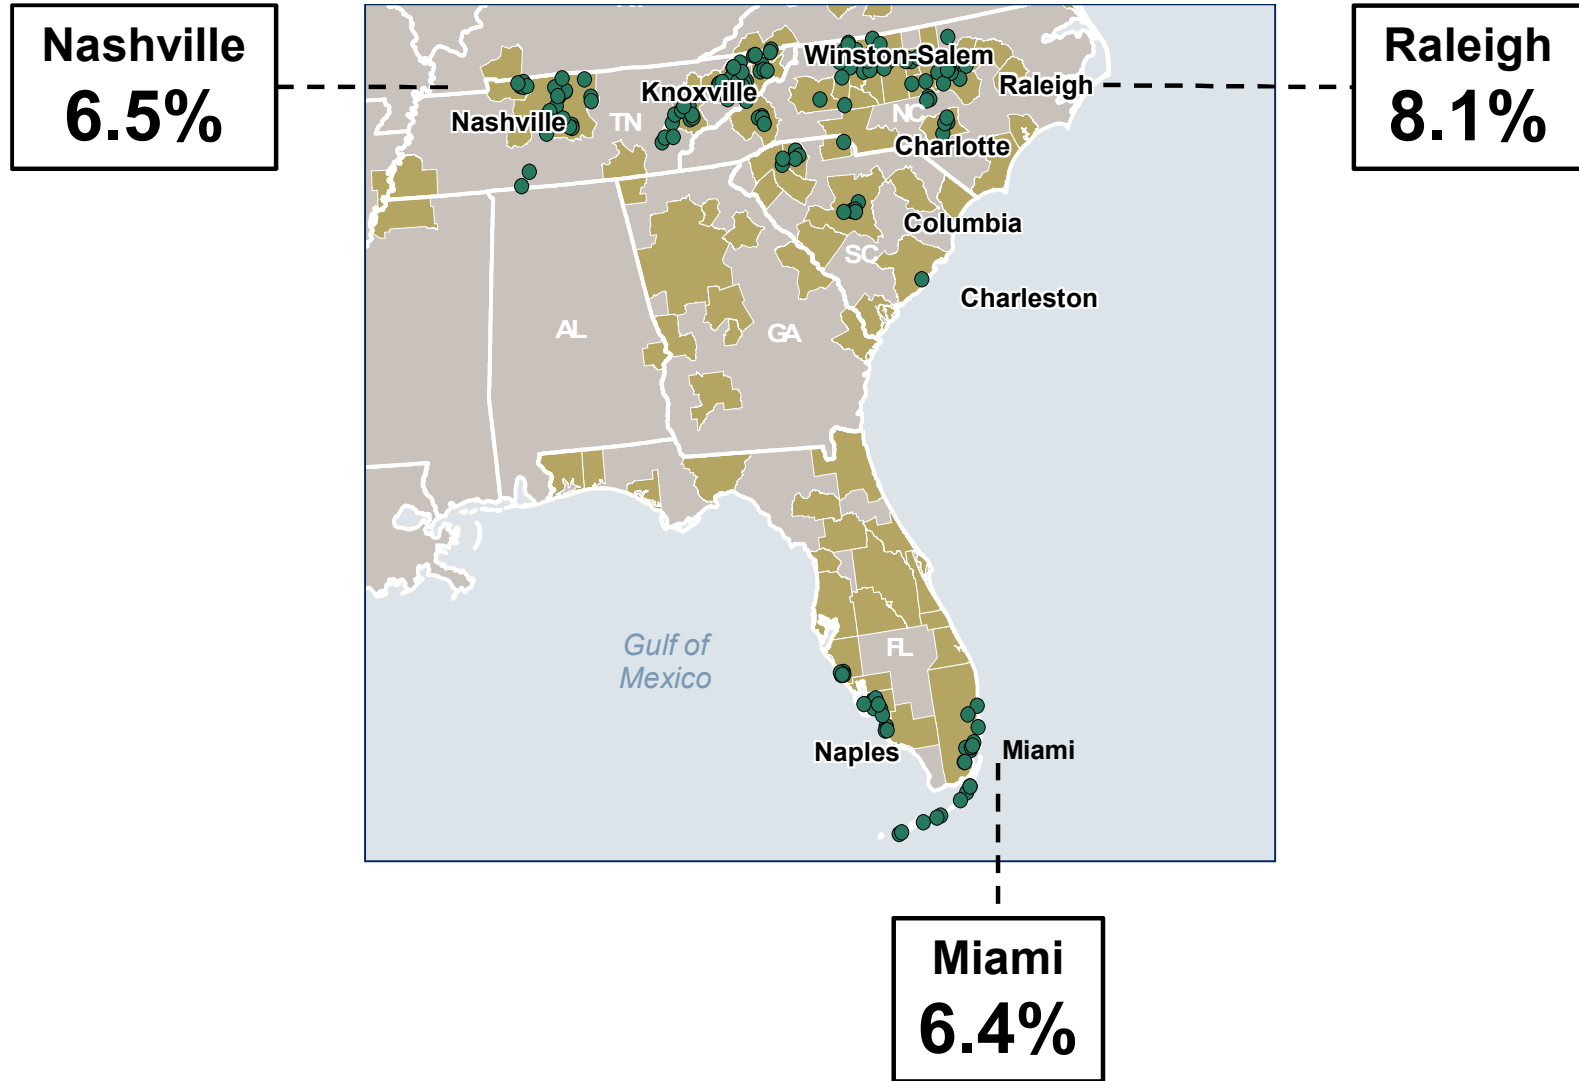 Nashville
6.5%
Raleigh
8.1%
Winston-Salem
Knoxville
Raleigh
Nashville
TN
NC
Charlotte
Columbia
SC
Charleston
AL
GA
Gulf of
Mexico
FL
Naples
Miami
Miami
6.4%